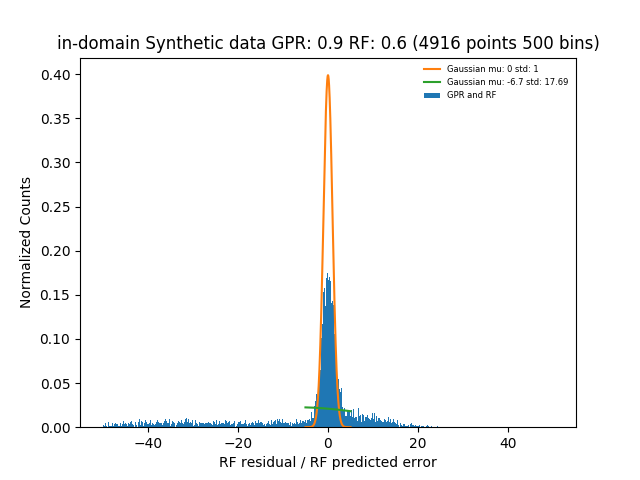 in-domain Synthetic data GPR: 0.9 RF: 0.6 (4916 points 500 bins)
Gaussian mu: 0 std: 1
Gaussian mu: -6.7 std: 17.69
GPR and RF
Normalized Counts
0.40
0.35
0.30
0.25
0.20
0.15
0.10
0.05
0.00
−40
−20
0
20
40
RF residual / RF predicted error